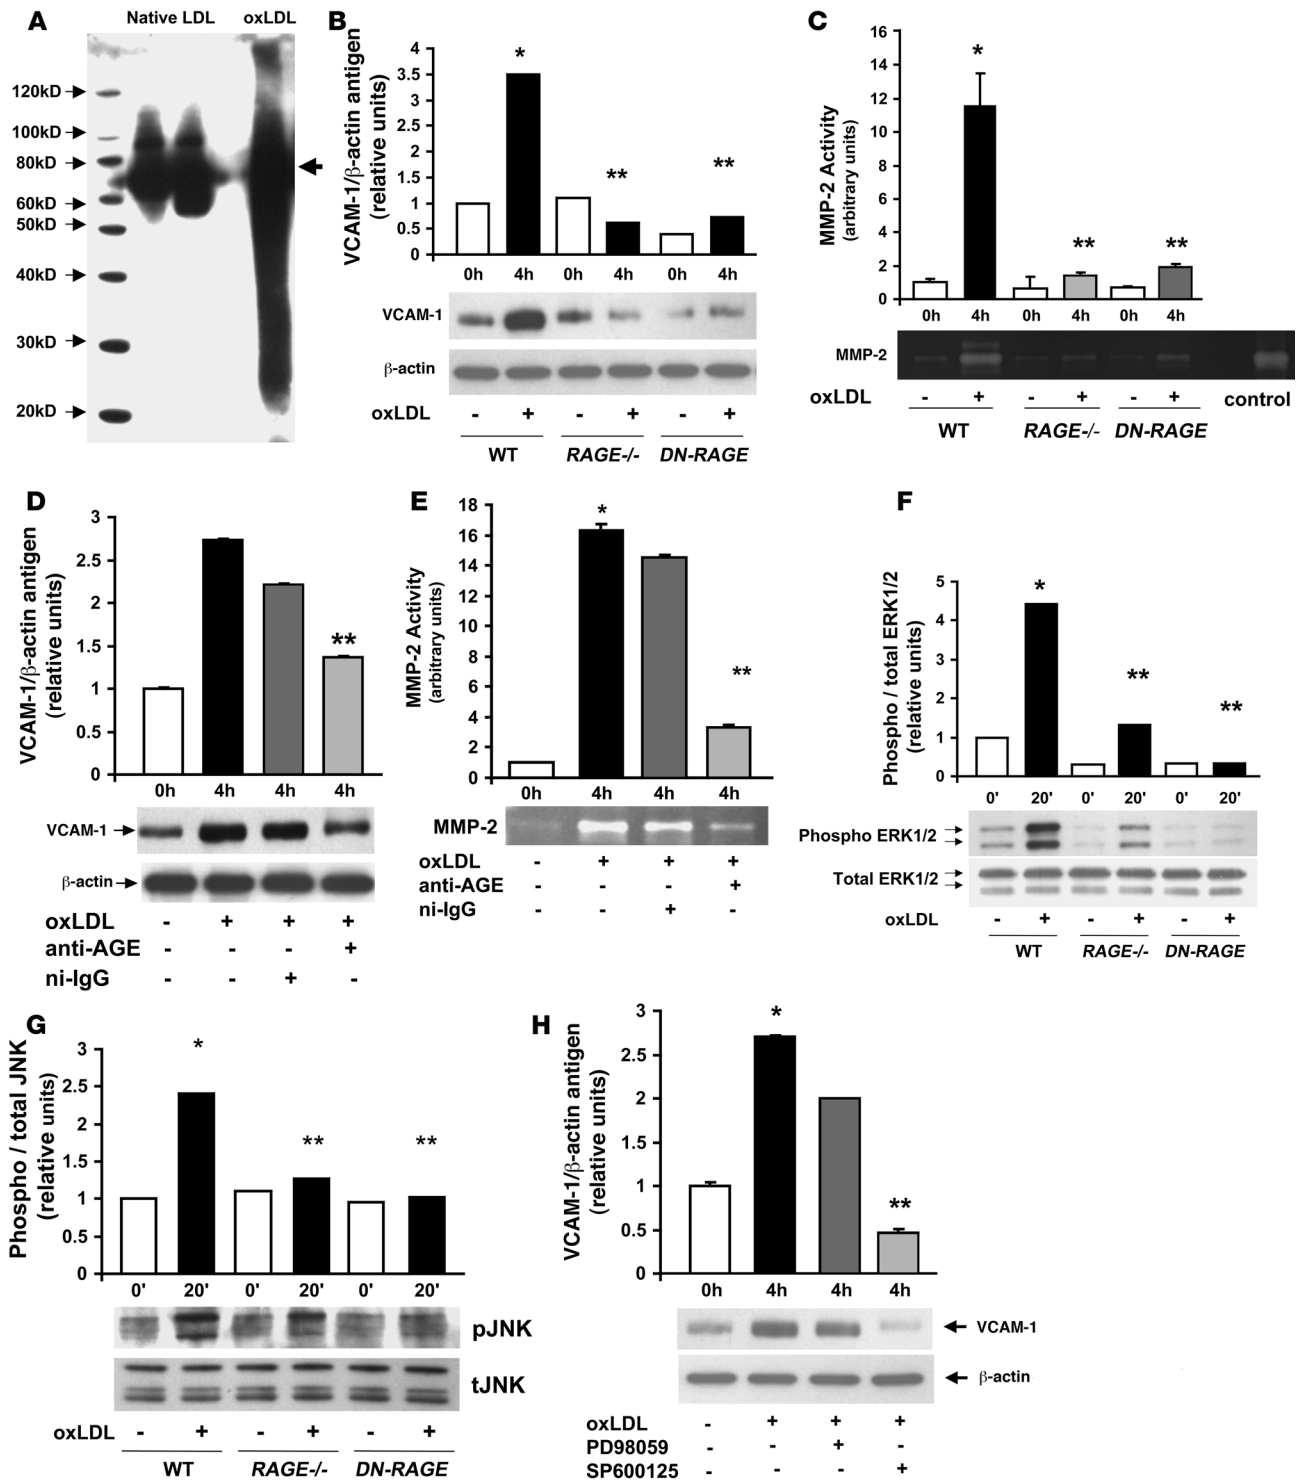 A
Native LDL oxLDL
120kD
100kD
80kD
60kD
50kD
40kD
30kD
20kD
B
VCAM-1/β-actin antigen
(relative units)
4
3.5
3
2.5
2
1.5
1
0.5
0
*
**
**
0h 4h 0h 4h 0h 4h
VCAM-1
β-actin
oxLDL - + - + - +
WT RAGE-/- DN-RAGE
C
MMP-2 Activity
(arbitrary units)
16
14
12
10
8
6
4
2
0
*
**
**
0h 4h 0h 4h 0h 4h
MMP-2
oxLDL - + - + - + control
WT RAGE-/- DN-RAGE
D
VCAM-1/β-actin antigen
(relative units)
3
2.5
2
1.5
1
0.5
0
**
0h 4h 4h 4h
VCAM-1
β-actin
oxLDL - + + +
anti-AGE - - - +
ni-IgG - - + -
E
MMP-2 Activity
(arbitrary units)
18
16
14
12
10
8
6
4
2
0
*
**
0h 4h 4h 4h
MMP-2
oxLDL - + + +
anti-AGE - - - +
ni-IgG - - + -
F
Phospho / total ERK1/2
(relative units)
5
4
5
2
1
0
*
**
**
0' 20' 0' 20' 0' 20'
Phospho ERK1/2
Total ERK1/2
oxLDL - + - + - +
WT RAGE-/- DN-RAGE
G
Phospho / total JNK
(relative units)
3
2.5
2
1.5
1
0.5
0
*
**
**
0' 20' 0' 20' 0' 20'
pJNK
tJNK
oxLDL - + - + - +
WT RAGE-/- DN-RAGE
H
VCAM-1/β-actin antigen
(relative units)
3
2.5
2
1.5
1
0.5
0
*
**
0h 4h 4h 4h
VCAM-1
β-actin
oxLDL - + + +
PD98059 - - + -
SP600125 - - - +